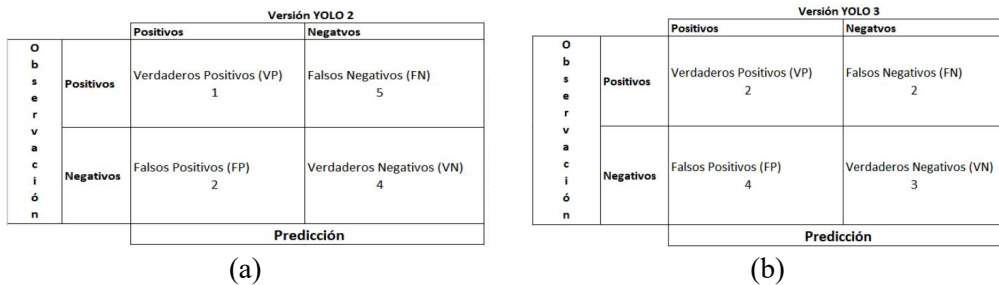 Versión YOLO 2
Positivos Negatvos
Observación
Positivos
Verdaderos Positivos (VP)
1
Falsos Negativos (FN)
5
Negativos
Falsos Positivos (FP)
2
Verdaderos Negativos (VN)
4
Predicción
(a)
Versión YOLO 3
Positivos Negatvos
Observación
Positivos
Verdaderos Positivos (VP)
2
Falsos Negativos (FN)
2
Negativos
Falsos Positivos (FP)
4
Verdaderos Negativos (VN)
3
Predicción
(b)